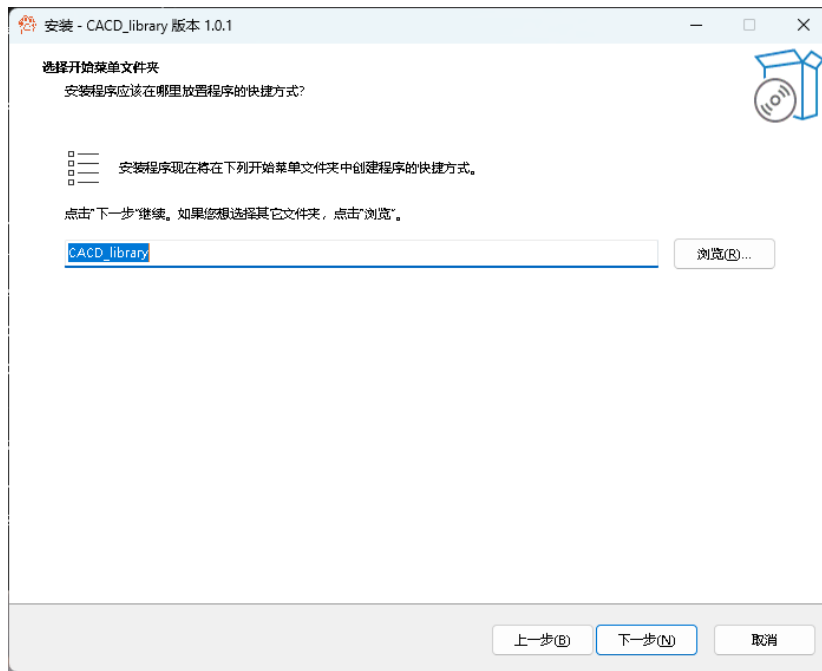 安装 - CACD_library 版本 1.0.1
选择开始菜单文件夹
安装程序应该在哪里放置程序的快捷方式?
安装程序现在将在下列开始菜单文件夹中创建程序的快捷方式。
点击“下一步”继续。如果您想选择其它文件夹，点击“浏览”。
CACD_library
浏览(R)...
上一步(B)
下一步(N)
取消